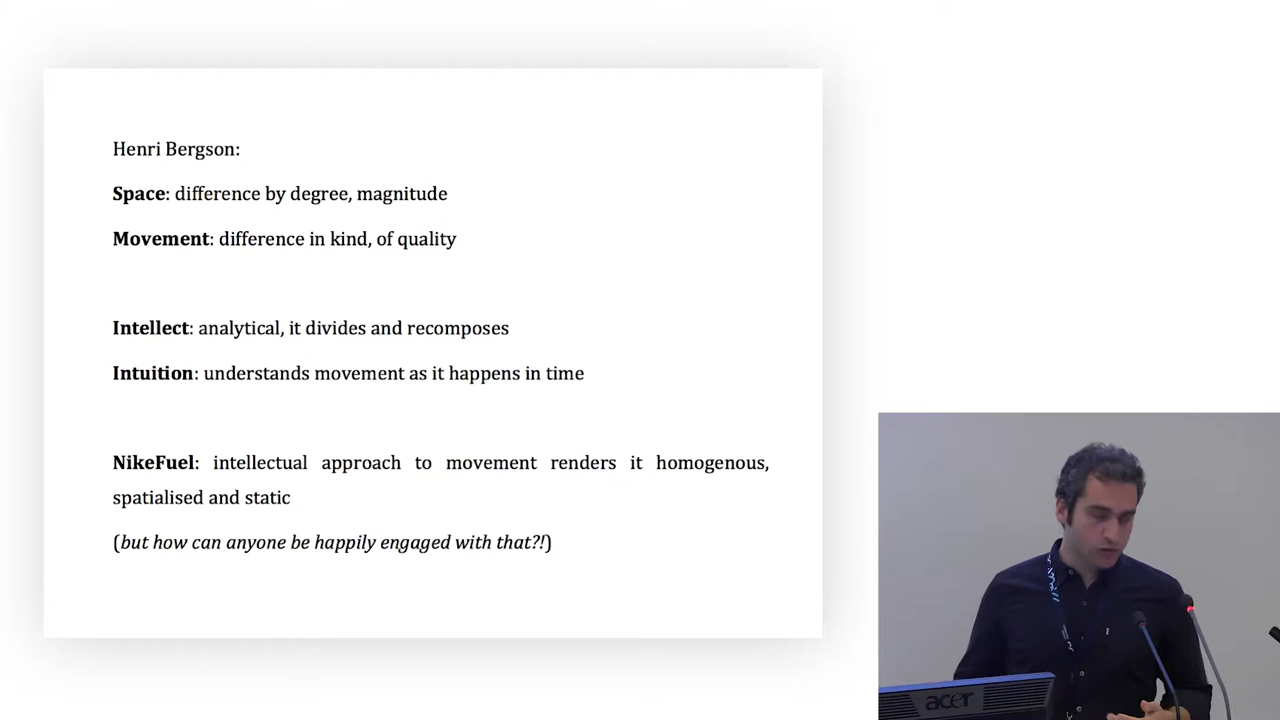 Henri Bergson:
Space: difference by degree, magnitude
Movement: difference in kind, of quality
Intellect: analytical, it divides and recomposes
Intuition: understands movement as it happens in time
NikeFuel: intellectual approach to movement renders it homogenous,
spatialised and static
(but how can anyone be happily engaged with that?!)
acer